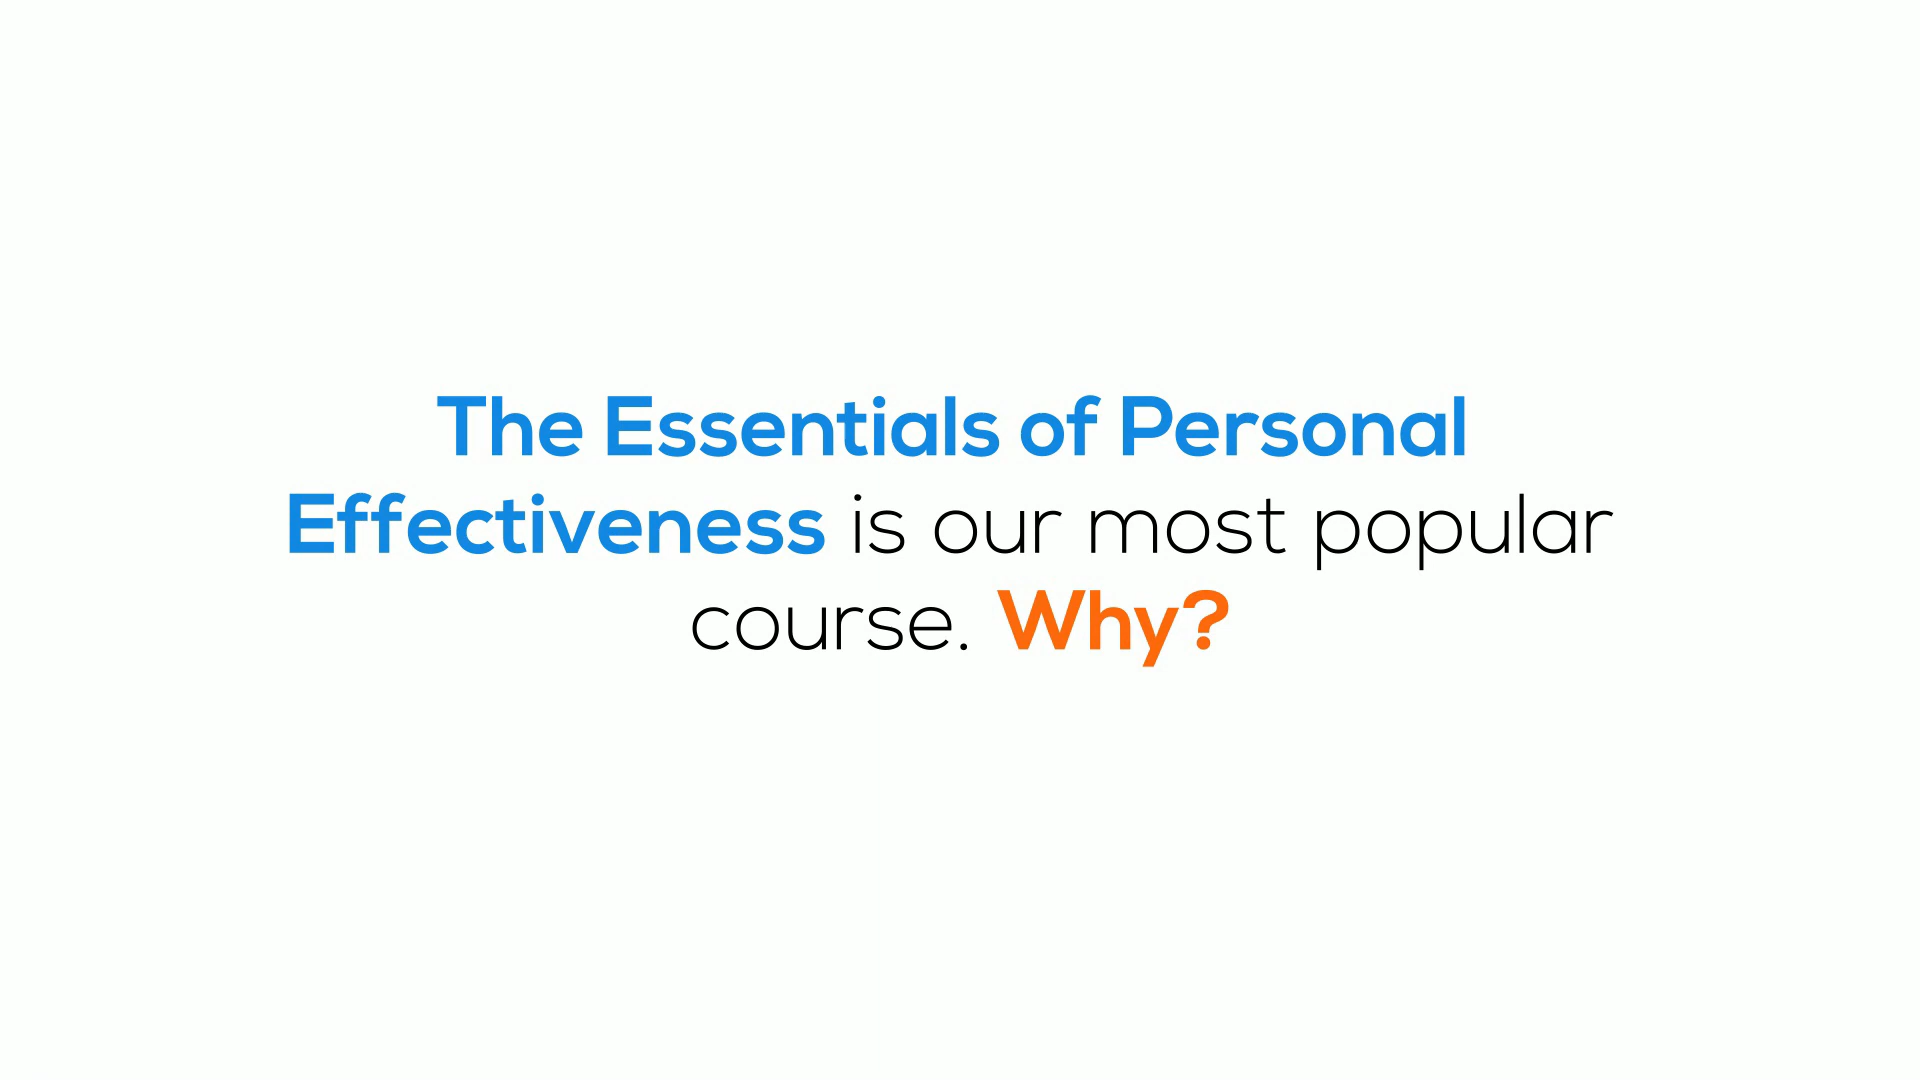 The Essentials of Personal
Effectiveness is our most popular
course. Why?